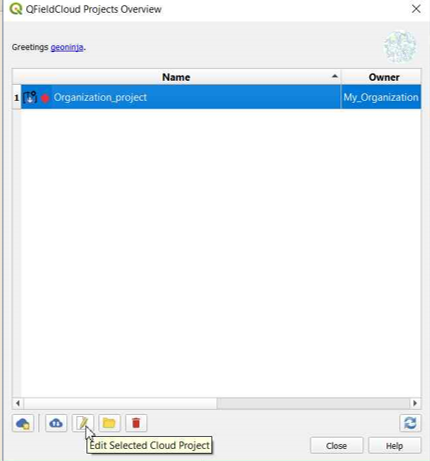 QFieldCloud Projects Overview
Greetings geoninja.
Name Owner
1 Organization_project My_Organization
Edit Selected Cloud Project
Close Help